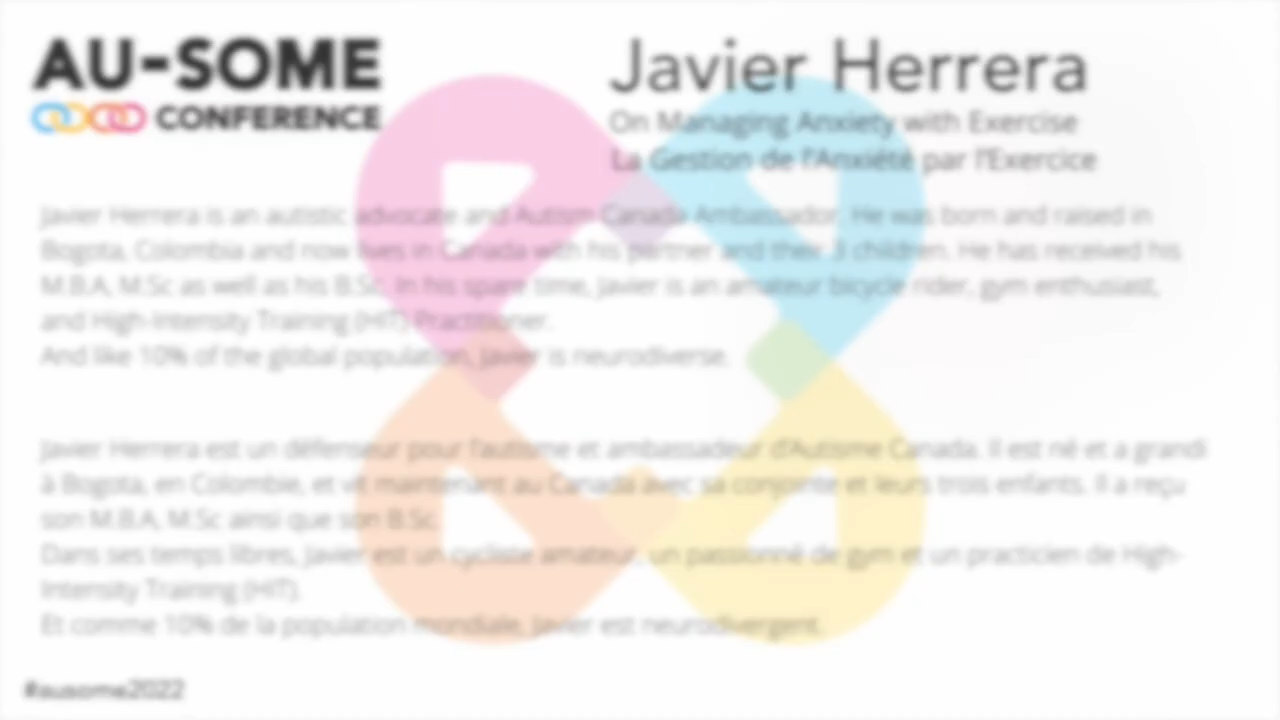 AU-SOME
CONFERENCE
Javier Herrera
On Managing Anxiety with Exercise
La Gestion de l'Anxiété par l'Exercice
Javier Herrera is an autistic advocate and Autism Canada Ambassador. He was born and raised in
Bogota, Colombia and now lives in Canada with his partner and their 3 children. He has received his
M.B.A, M.Sc as well as his B.Sc. In his spare time, Javier is an amateur bicycle rider, gym enthusiast,
and High-Intensity Training (HIT) Practitioner.
And like 10% of the global population, Javier is neurodiverse.
Javier Herrera est un défenseur pour l'autisme et ambassadeur d'Autisme Canada. Il est né et a grandi
à Bogota, en Colombie, et vit maintenant au Canada avec sa conjointe et leurs trois enfants. Il a reçu
son M.B.A, M.Sc ainsi que son B.Sc.
Dans ses temps libres, Javier est un cycliste amateur, un passionné de gym et un practicien de High-
Intensity Training (HIT).
Et comme 10% de la population mondiale, Javier est neurodivergent.
#ausome2022